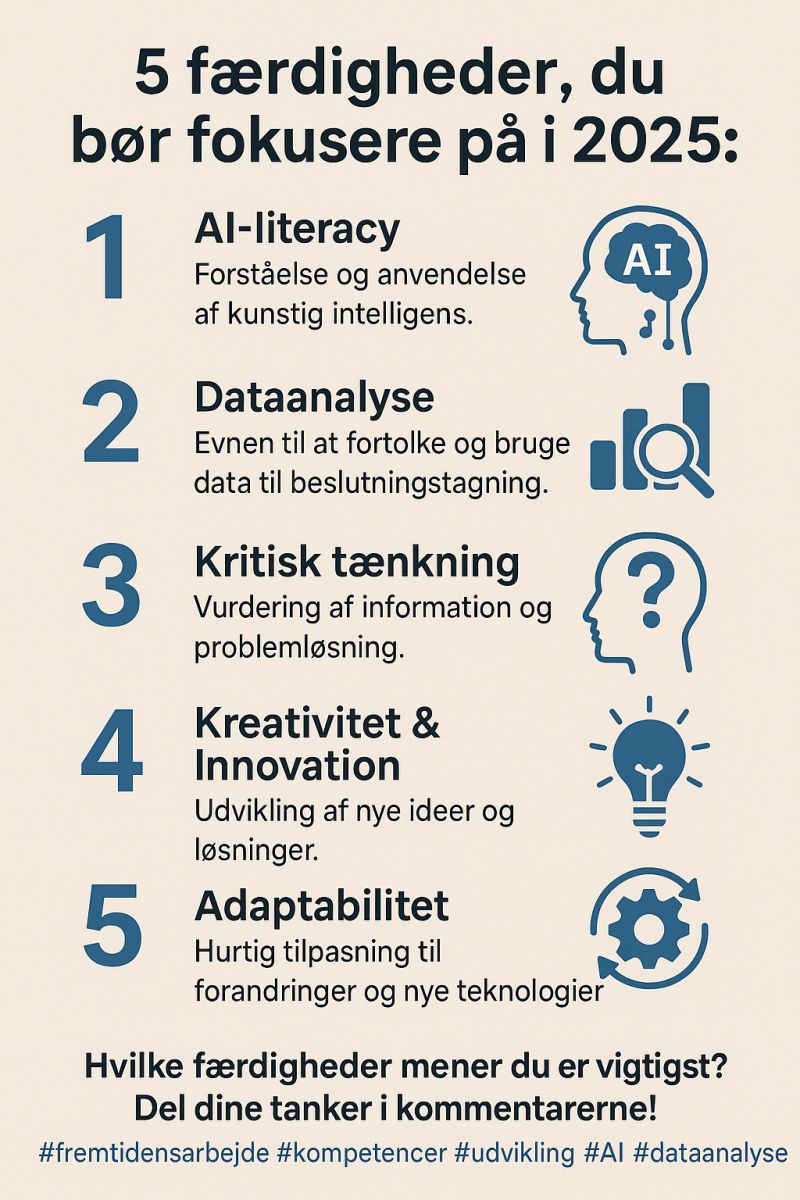 5 færdigheder, du
bør fokusere på i 2025:
1
AI-literacy
Forståelse og anvendelse
af kunstig intelligens.
AI
2
Dataanalyse
Evnen til at fortolke og bruge
data til beslutningstagning.
3
Kritisk tænkning
Vurdering af information og
problemløsning.
?
4
Kreativitet &
Innovation
Udvikling af nye ideer og
løsninger.
5
Adaptabilitet
Hurtig tilpasning til
forandringer og nye teknologier
Hvilke færdigheder mener du er vigtigst?
Del dine tanker i kommentarerne!
#fremtidensarbejde #kompetencer #udvikling #AI #dataanalyse